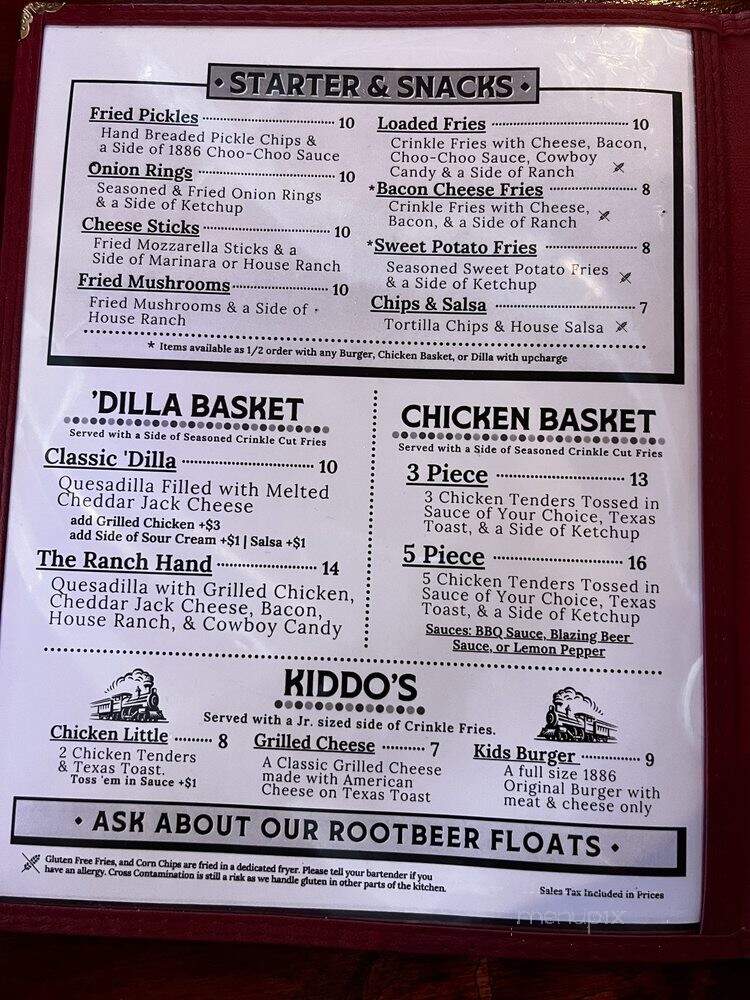 • STARTER & SNACKS •
Fried Pickles 10
Hand Breaded Pickle Chips &
a Side of 1886 Choo-Choo Sauce
Onion Rings 10
Seasoned & Fried Onion Rings
& a Side of Ketchup
Cheese Sticks 10
Fried Mozzarella Sticks & a
Side of Marinara or House Ranch
Fried Mushrooms 10
Fried Mushrooms & a Side of
House Ranch
Loaded Fries 10
Crinkle Fries with Cheese, Bacon,
Choo-Choo Sauce, Cowboy
Candy & a Side of Ranch
*Bacon Cheese Fries 8
Crinkle Fries with Cheese,
Bacon, & a Side of Ranch
*Sweet Potato Fries 8
Seasoned Sweet Potato Fries
& a Side of Ketchup
Chips & Salsa 7
Tortilla Chips & House Salsa
* Items available as 1/2 order with any Burger, Chicken Basket, or Dilla with upcharge
'DILLA BASKET
Served with a Side of Seasoned Crinkle Cut Fries
Classic 'Dilla 10
Quesadilla Filled with Melted
Cheddar Jack Cheese
add Grilled Chicken +$3
add Side of Sour Cream +$1 | Salsa +$1
The Ranch Hand 14
Quesadilla with Grilled Chicken,
Cheddar Jack Cheese, Bacon,
House Ranch, & Cowboy Candy
CHICKEN BASKET
Served with a Side of Seasoned Crinkle Cut Fries
3 Piece 13
3 Chicken Tenders Tossed in
Sauce of Your Choice, Texas
Toast, & a Side of Ketchup
5 Piece 16
5 Chicken Tenders Tossed in
Sauce of Your Choice, Texas
Toast, & a Side of Ketchup
Sauces: BBQ Sauce, Blazing Beer
Sauce, or Lemon Pepper
KIDDO'S
Served with a Jr. sized side of Crinkle Fries.
Chicken Little 8
2 Chicken Tenders
& Texas Toast.
Toss 'em in Sauce +$1
Grilled Cheese 7
A Classic Grilled Cheese
made with American
Cheese on Texas Toast
Kids Burger 9
A full size 1886
Original Burger with
meat & cheese only
• ASK ABOUT OUR ROOTBEER FLOATS •
Gluten Free Fries, and Corn Chips are fried in a dedicated fryer. Please tell your bartender if you
have an allergy. Cross Contamination is still a risk as we handle gluten in other parts of the kitchen.
Sales Tax Included in Prices
menupix